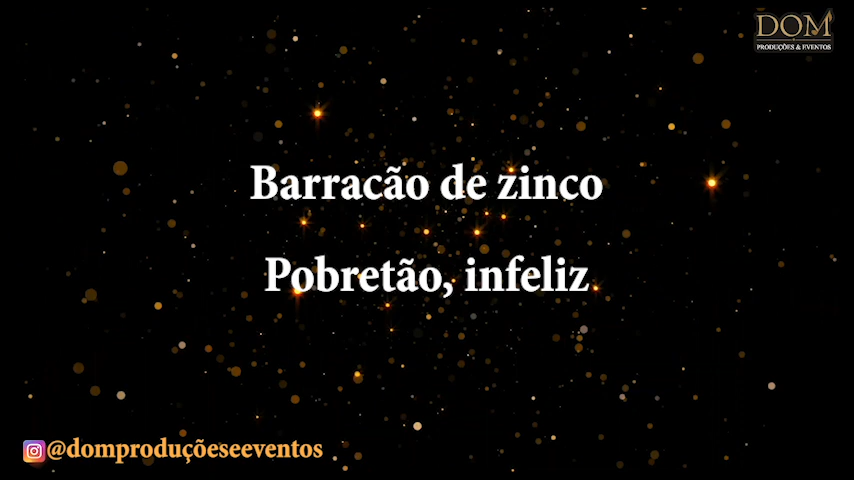 DOM
PRODUÇÕES & EVENTOS
Barracão de zinco
Pobretão, infeliz
@domproduçõeseeventos